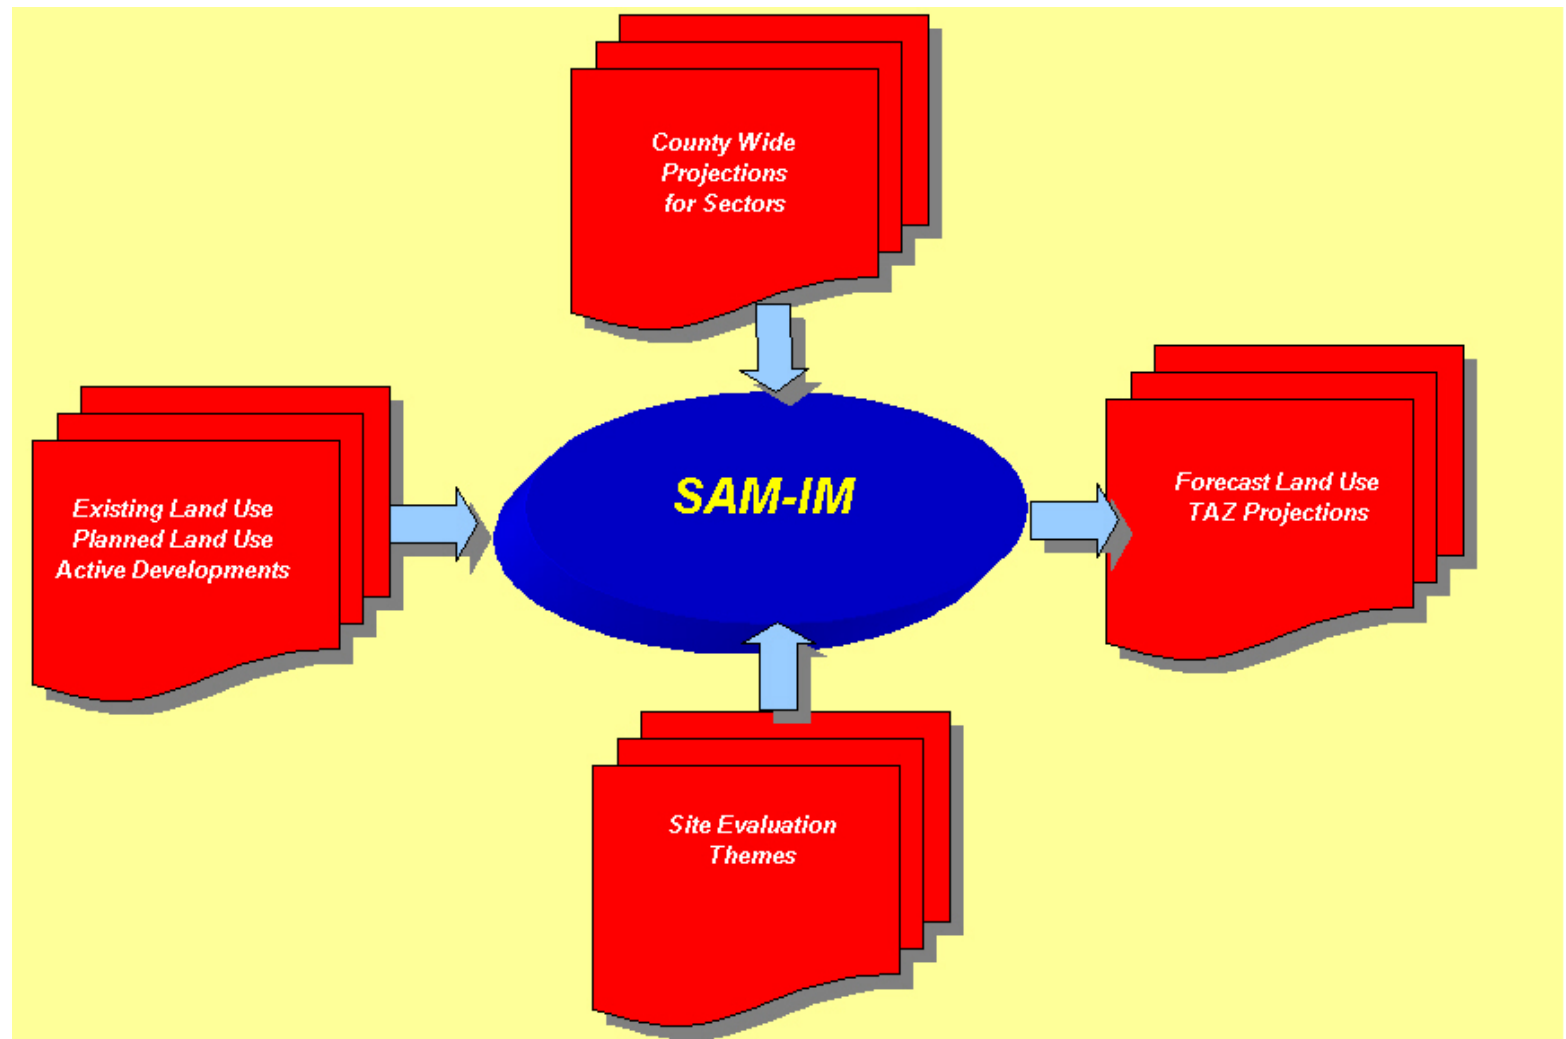 County Wide
Projections
for Sectors
Existing Land Use
Planned Land Use
Active Developments
SAM-IM
Forecast Land Use
TAZ Projections
Site Evaluation
Themes